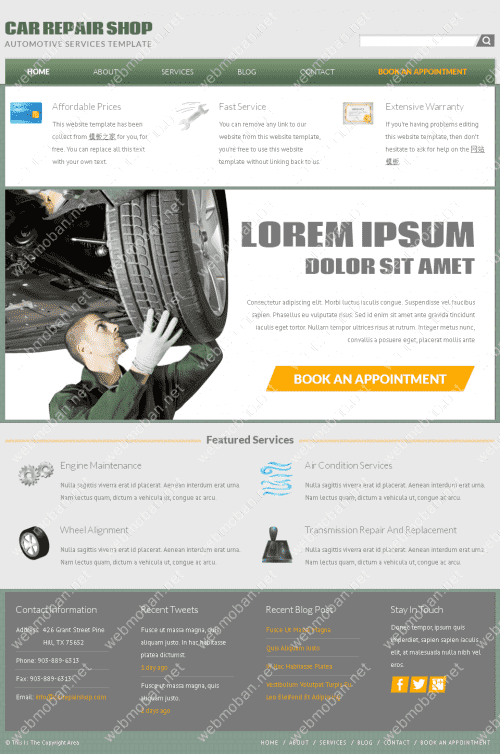 CAR REPAIR SHOP
AUTOMOTIVE SERVICES TEMPLATE
HOME ABOUT SERVICES BLOG CONTACT BOOK AN APPOINTMENT
Affordable Prices
This website template has been
collect from 模板之家 for you, for
free. You can replace all this text
with your own text.
Fast Service
You can remove any link to our
website from this website template,
you're free to use this website
template without linking back to us.
Extensive Warranty
If you're having problems editing
this website template, then don't
hesitate to ask for help on the 网站
模板
LOREM IPSUM
DOLOR SIT AMET
Consectetur adipiscing elit. Morbi luctus iaculis congue. Suspendisse vel faucibus
sapien. Phasellus eu vulputate risus. Sed id enim sit amet ante gravida tincidunt
iaculis eget tortor. Nullam tempor ultrices risus at rutrum. Integer metus nunc,
convallis a posuere eget, placerat mollis ante
BOOK AN APPOINTMENT
Featured Services
Engine Maintenance
Nulla sagittis viverra erat id placerat. Aenean interdum erat urna.
Nam lectus quam, dictum a vehicula ut, congue ac arcu
Air Condition Services
Nulla sagittis viverra erat id placerat. Aenean interdum erat urna.
Nam lectus quam, dictum a vehicula ut, congue ac arcu
Wheel Alignment
Nulla sagittis viverra erat id placerat. Aenean interdum erat urna.
Nam lectus quam, dictum a vehicula ut, congue ac arcu
Transmission Repair And Replacement
Nulla sagittis viverra erat id placerat. Aenean interdum erat urna.
Nam lectus quam, dictum a vehicula ut, congue ac arcu
Contact Information
Address: 426 Grant Street Pine
Hill, TX 75652
Phone: 903-889-6313
Fax: 903-889-6313
Email:
Recent Tweets
Fusce ut massa magna, quis
aliquam justo. In hac habitasse
platea dictumst.
1 day ago
Fusce ut massa magna, quis
aliquam justo.
2 days ago
Recent Blog Post
Fusce Ut Massa Magna
Quis Aliquam Justo
In Hac Habitasse Platea
Vestibulum Volutpat Turpis
Leo Eleifend Et Adipiscing
Stay In Touch
Donec tempor, ipsum quis
imperdiet, sapien sapien iaculis
elit, at malesuada nulla nibh vel
eros.
© This Is The Copyright Area
HOME / ABOUT / SERVICES / BLOG / CONTACT / BOOK AN APPOINTMENT
webmoban.net